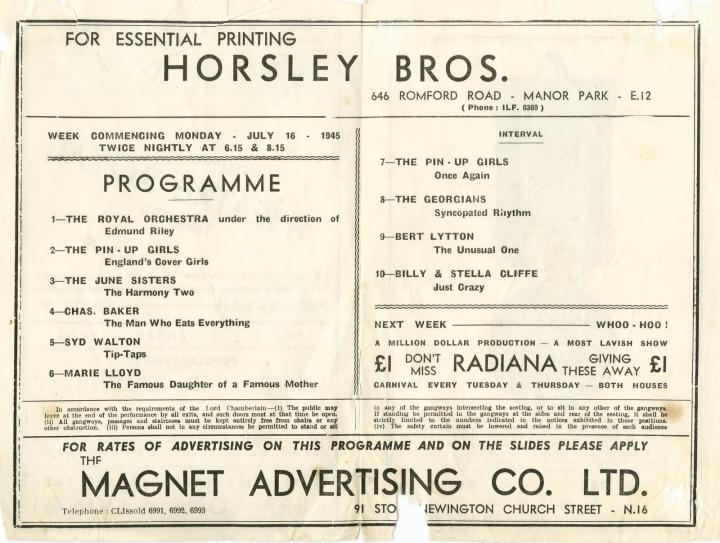 FOR ESSENTIAL PRINTING
HORSLEY BROS.
646 ROMFORD ROAD - MANOR PARK - E.12
( Phone : ILF. 0369 )
WEEK COMMENCING MONDAY - JULY 16 - 1945
TWICE NIGHTLY AT 6.15 & 8.15
PROGRAMME
1—THE ROYAL ORCHESTRA under the direction of
Edmund Riley
2—THE PIN - UP GIRLS
England's Cover Girls
3—THE JUNE SISTERS
The Harmony Two
4—CHAS. BAKER
The Man Who Eats Everything
5—SYD WALTON
Tip-Taps
6—MARIE LLOYD
The Famous Daughter of a Famous Mother
INTERVAL
7—THE PIN - UP GIRLS
Once Again
8—THE GEORGIANS
Syncopated Rhythm
9—BERT LYTTON
The Unusual One
10—BILLY & STELLA CLIFFE
Just Crazy
NEXT WEEK ——— WHOO - HOO !
A MILLION DOLLAR PRODUCTION — A MOST LAVISH SHOW
£1 DON'T MISS RADIANA GIVING THESE AWAY £1
CARNIVAL EVERY TUESDAY & THURSDAY — BOTH HOUSES
In accordance with the requirements of the Lord Chamberlain—(i) The public may
leave at the end of the performance by all exits, and such doors must at that time be open.
(ii) All gangways, passages and staircases must be kept entirely free from chairs or any
other obstruction. (iii) Persons shall not in any circumstances be permitted to stand or sit
in any of the gangways intersecting the seating, or to sit in any other of the gangways.
If standing be permitted in the gangways at the sides and rear of the seating, it shall be
strictly limited to the numbers indicated in the notices exhibited in those positions.
(iv) The safety curtain must be lowered and raised in the presence of each audience
FOR RATES OF ADVERTISING ON THIS PROGRAMME AND ON THE SLIDES PLEASE APPLY
THE
MAGNET ADVERTISING CO. LTD.
Telephone : CLIssold 6991, 6992, 6993
91 STO NEWINGTON CHURCH STREET - N.16